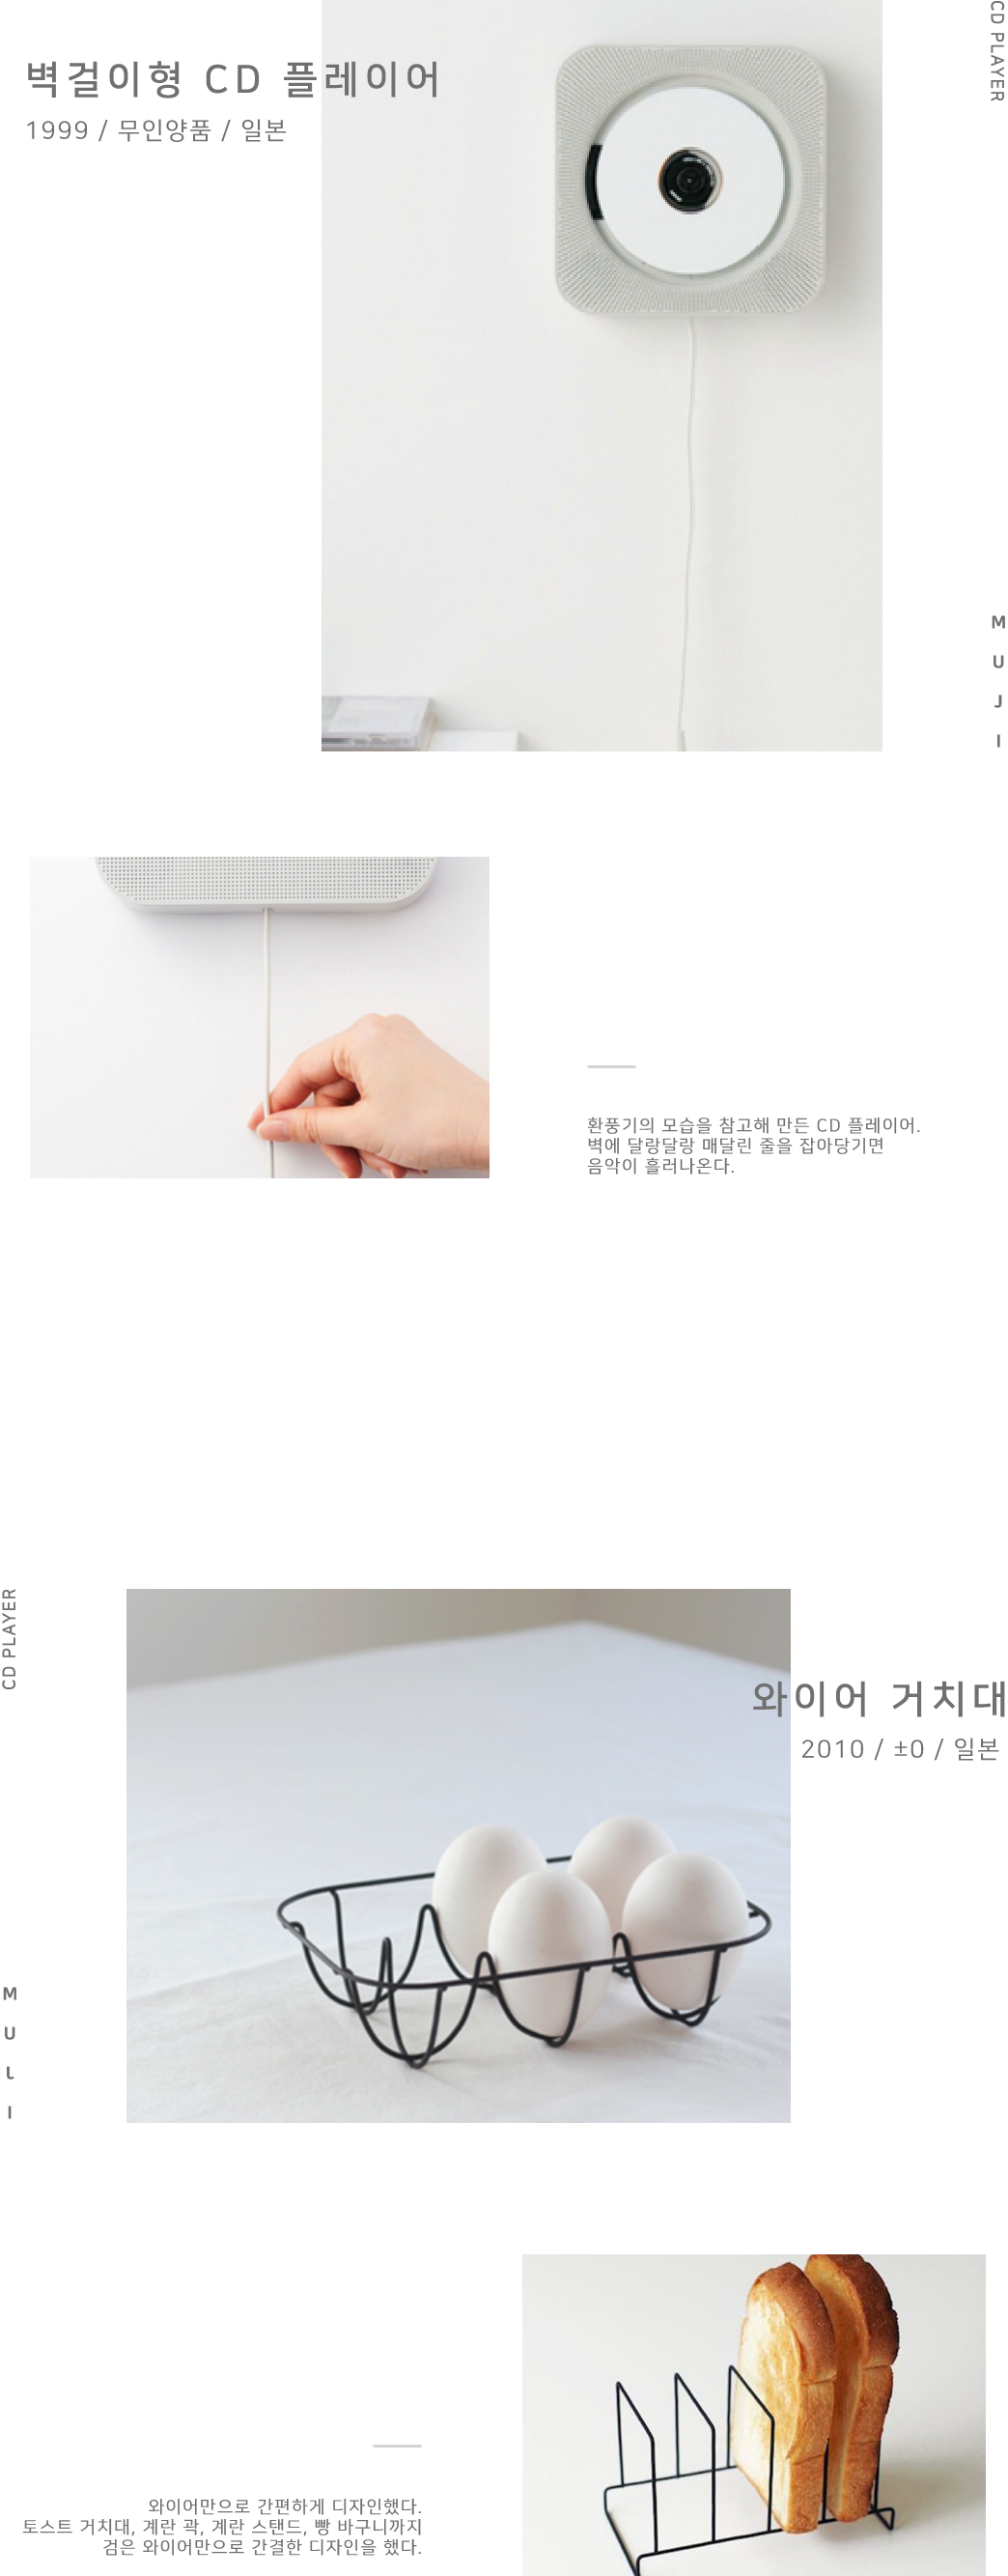 벽걸이형 CD 플레이어
1999 / 무인양품 / 일본
CD PLAYER
M
U
J
I
환풍기의 모습을 참고해 만든 CD 플레이어.
벽에 달랑달랑 매달린 줄을 잡아당기면
음악이 흘러나온다.
CD PLAYER
와이어 거치대
2010 / ±0 / 일본
M
U
J
I
와이어만으로 간편하게 디자인했다.
토스트 거치대, 계란 곽, 계란 스탠드, 빵 바구니까지
검은 와이어만으로 간결한 디자인을 했다.